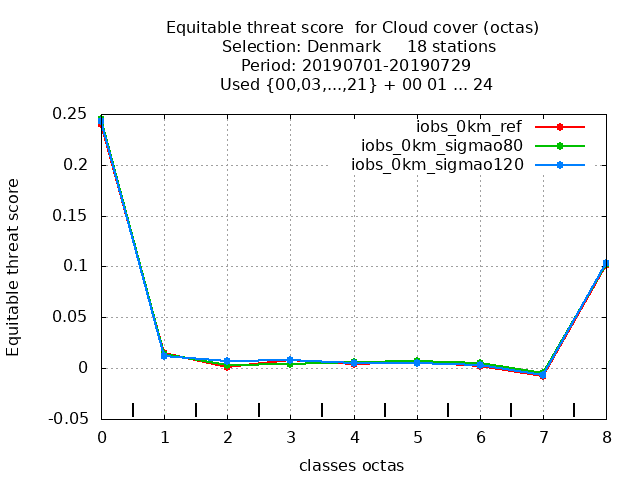 Equitable threat score  for Cloud cover (octas)
Selection: Denmark     18 stations
Period: 20190701-20190729
Used {00,03,...,21} + 00 01 ... 24
iobs_0km_ref
iobs_0km_sigmao80
iobs_0km_sigmao120
Equitable threat score
0.25
0.2
0.15
0.1
0.05
0
-0.05
0 1 2 3 4 5 6 7 8
classes octas